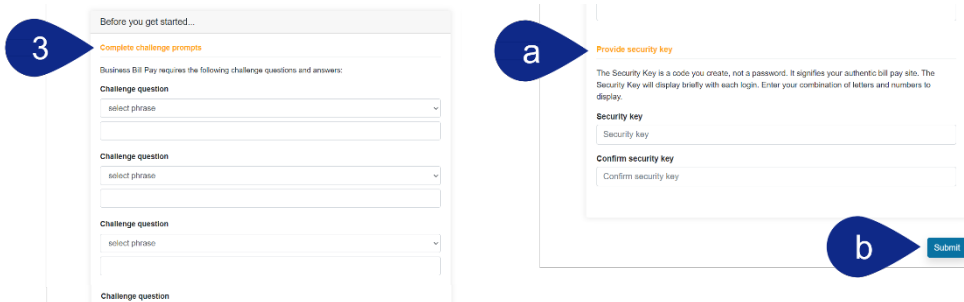 3
Before you get started...
Complete challenge prompts
Business Bill Pay requires the following challenge questions and answers:
Challenge question
select phrase
Challenge question
select phrase
Challenge question
select phrase
Challenge question
a
Provide security key
The Security Key is a code you create, not a password. It signifies your authentic bill pay site. The
Security Key will display briefly with each login. Enter your combination of letters and numbers to
display.
Security key
Security key
Confirm security key
Confirm security key
b
Submit